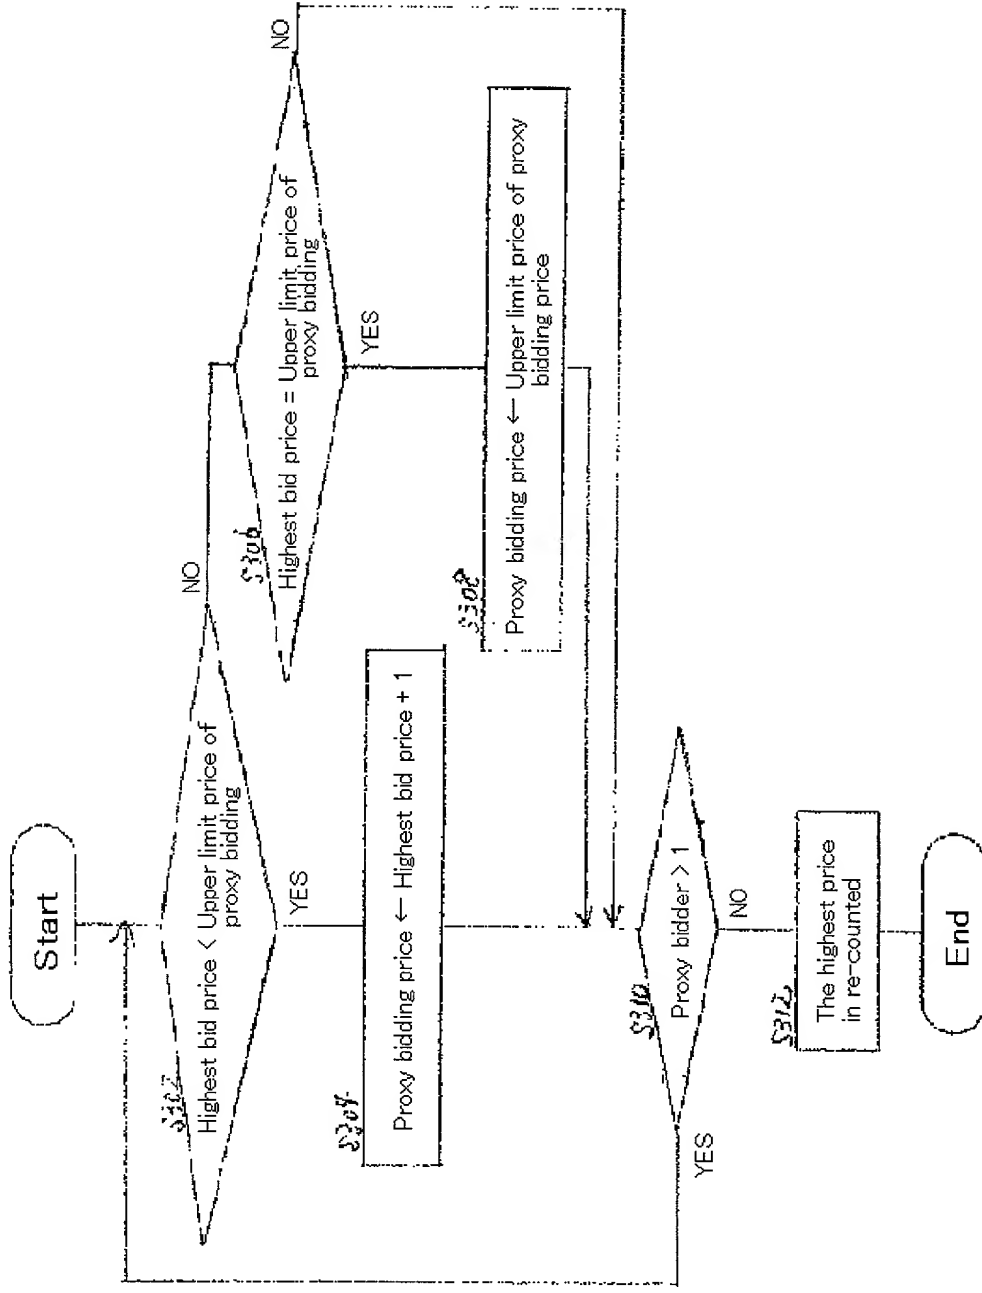 Start
S302
Highest bid price < Upper limit price of
proxy bidding
NO
YES
S304
Proxy bidding price ← Highest bid price + 1
S306
Highest bid price = Upper limit price of
proxy bidding
NO
YES
S308
Proxy bidding price ← Upper limit price of proxy
bidding price
S310
Proxy bidder > 1
YES
NO
S312
The highest price
in re-counted
End